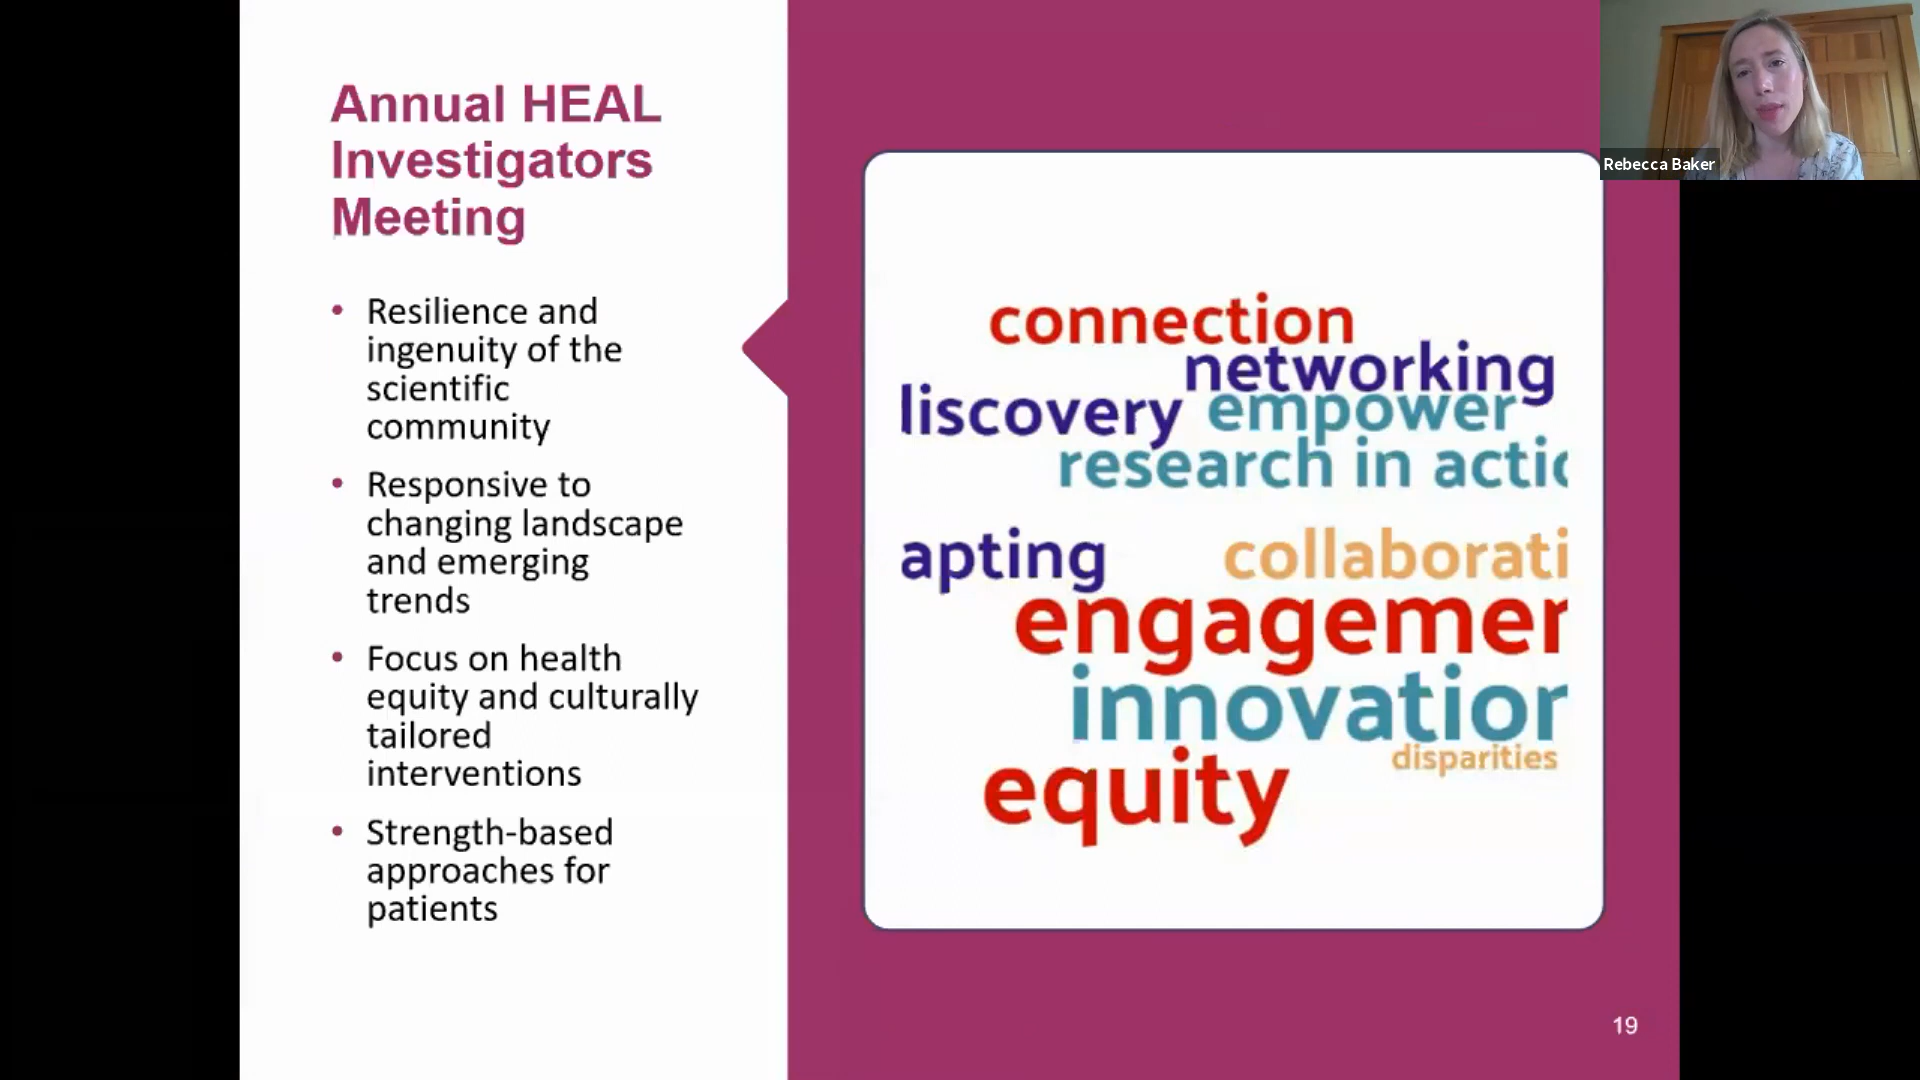 Annual HEAL
Investigators
Meeting
• Resilience and
ingenuity of the
scientific
community
• Responsive to
changing landscape
and emerging
trends
• Focus on health
equity and culturally
tailored
interventions
• Strength-based
approaches for
patients
connection
networking
liscovery empower
research in actic
apting collaborati
engagemer
innovatior
disparities
equity
19
Rebecca Baker